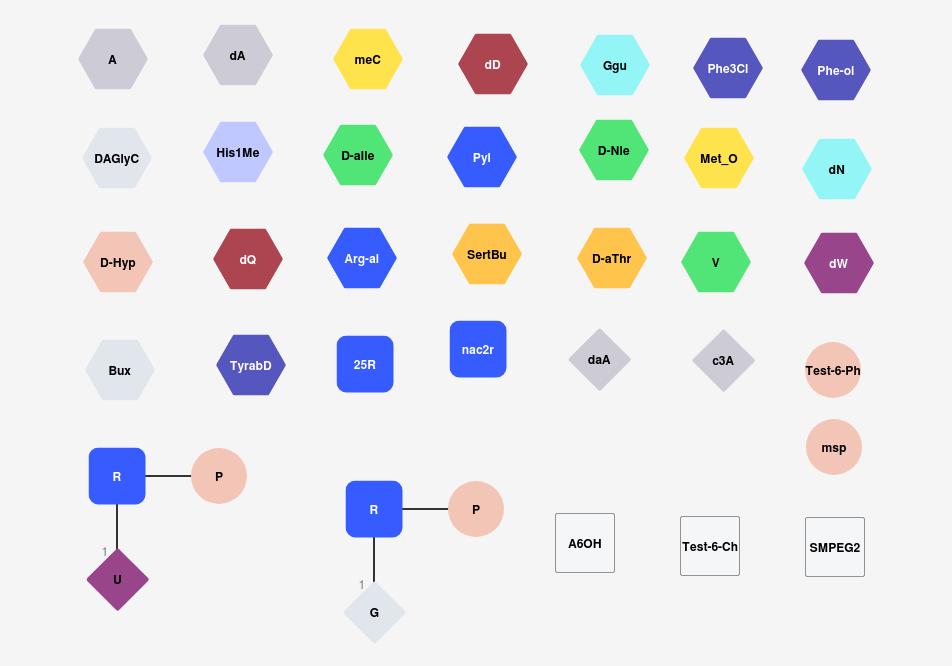 A
dA
meC
dD
Ggu
Phe3Cl
Phe-ol
DAGlyC
His1Me
D-aIle
Pyl
D-Nle
Met_O
dN
D-Hyp
dQ
Arg-al
SertBu
D-aThr
V
dW
Bux
TyrabD
25R
nac2r
daA
c3A
Test-6-Ph
msp
R
P
1
U
R
P
1
G
A6OH
Test-6-Ch
SMPEG2